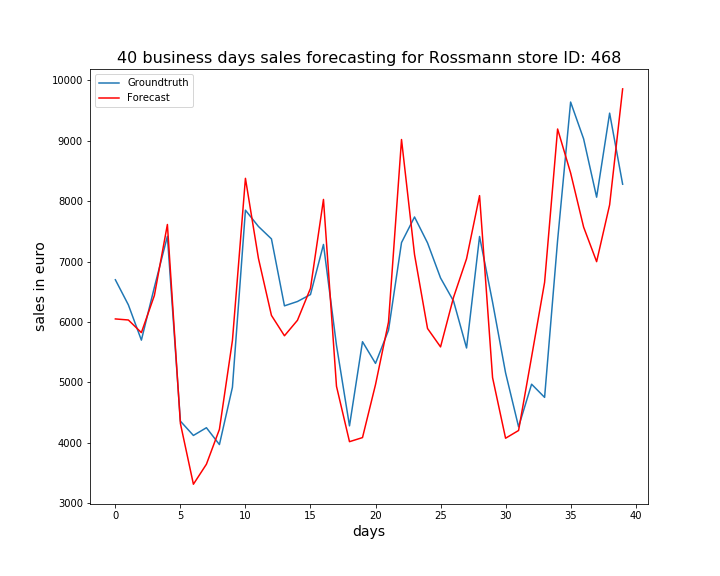 40 business days sales forecasting for Rossmann store ID: 468
Groundtruth
Forecast
10000
9000
8000
7000
6000
5000
4000
3000
sales in euro
0 5 10 15 20 25 30 35 40
days